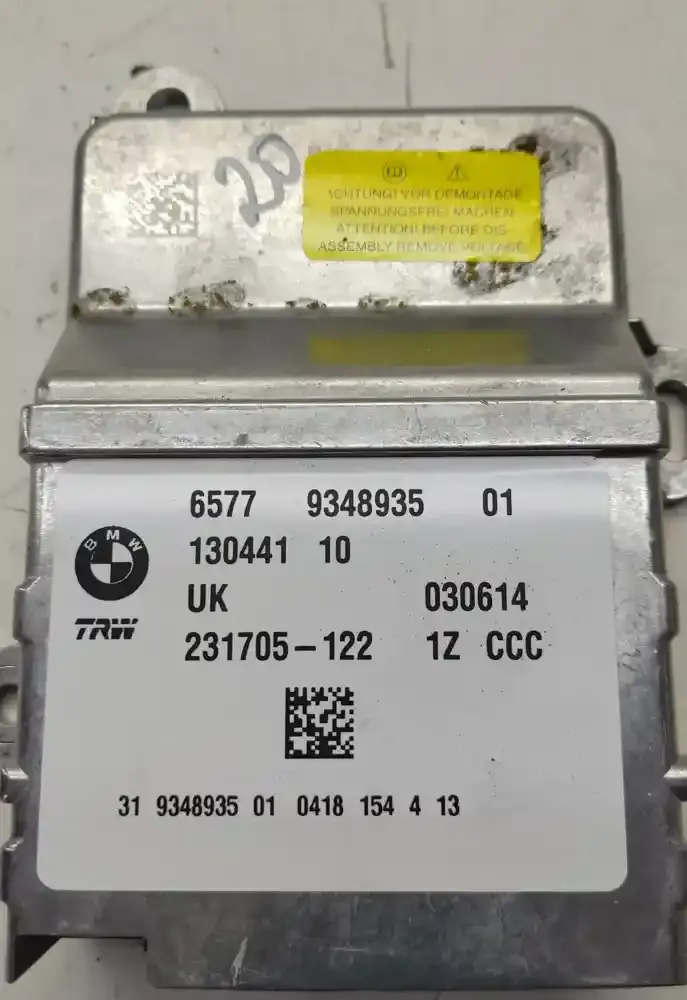 20
ACHTUNG! VOR DEMONTAGE
SPANNUNGSFREI MACHEN
ATTENTION! BEFORE DIS-
ASSEMBLY REMOVE VOLTAGE
6577 9348935 01
BMW
130441 10
UK 030614
TRW
231705-122 1Z CCC
31 9348935 01 0418 154 4 13